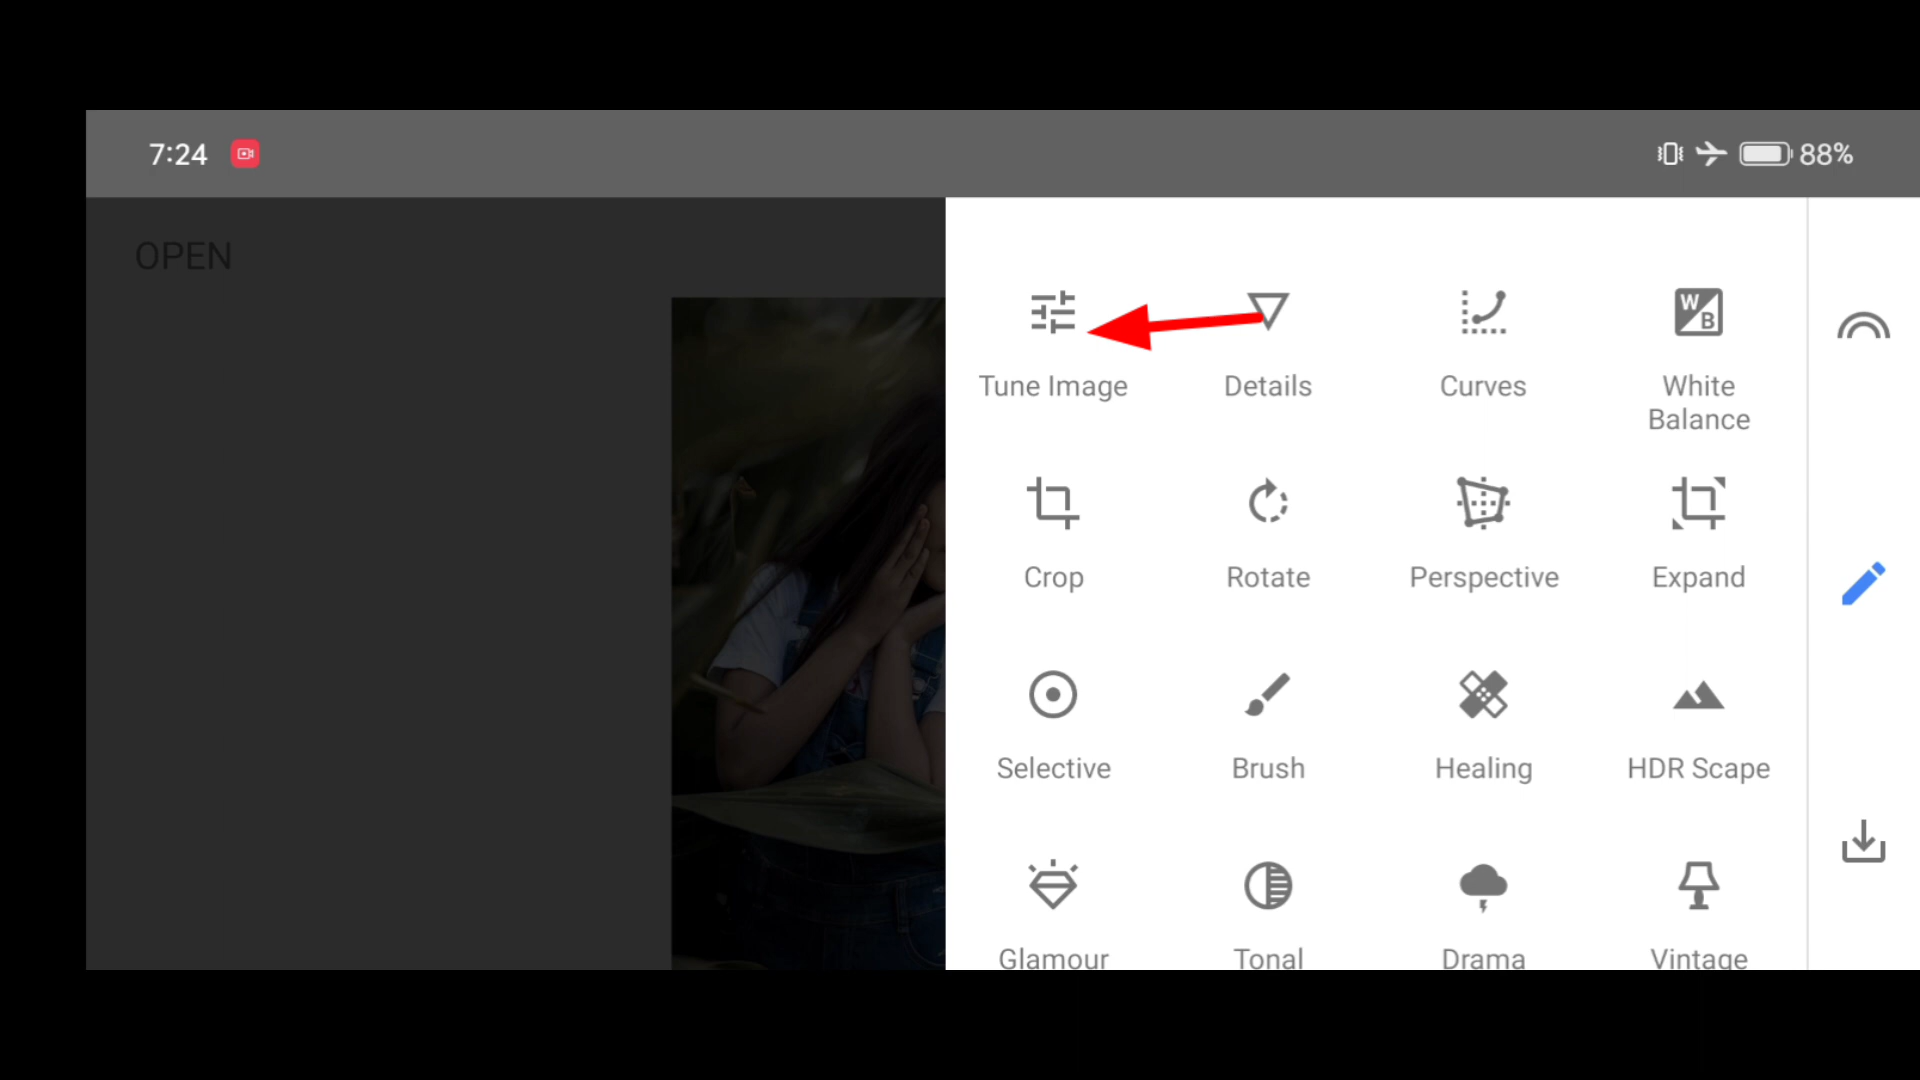 7:24
88%
OPEN
Tune Image
Details
Curves
White
Balance
Crop
Rotate
Perspective
Expand
Selective
Brush
Healing
HDR Scape
Glamour
Tonal
Drama
Vintage